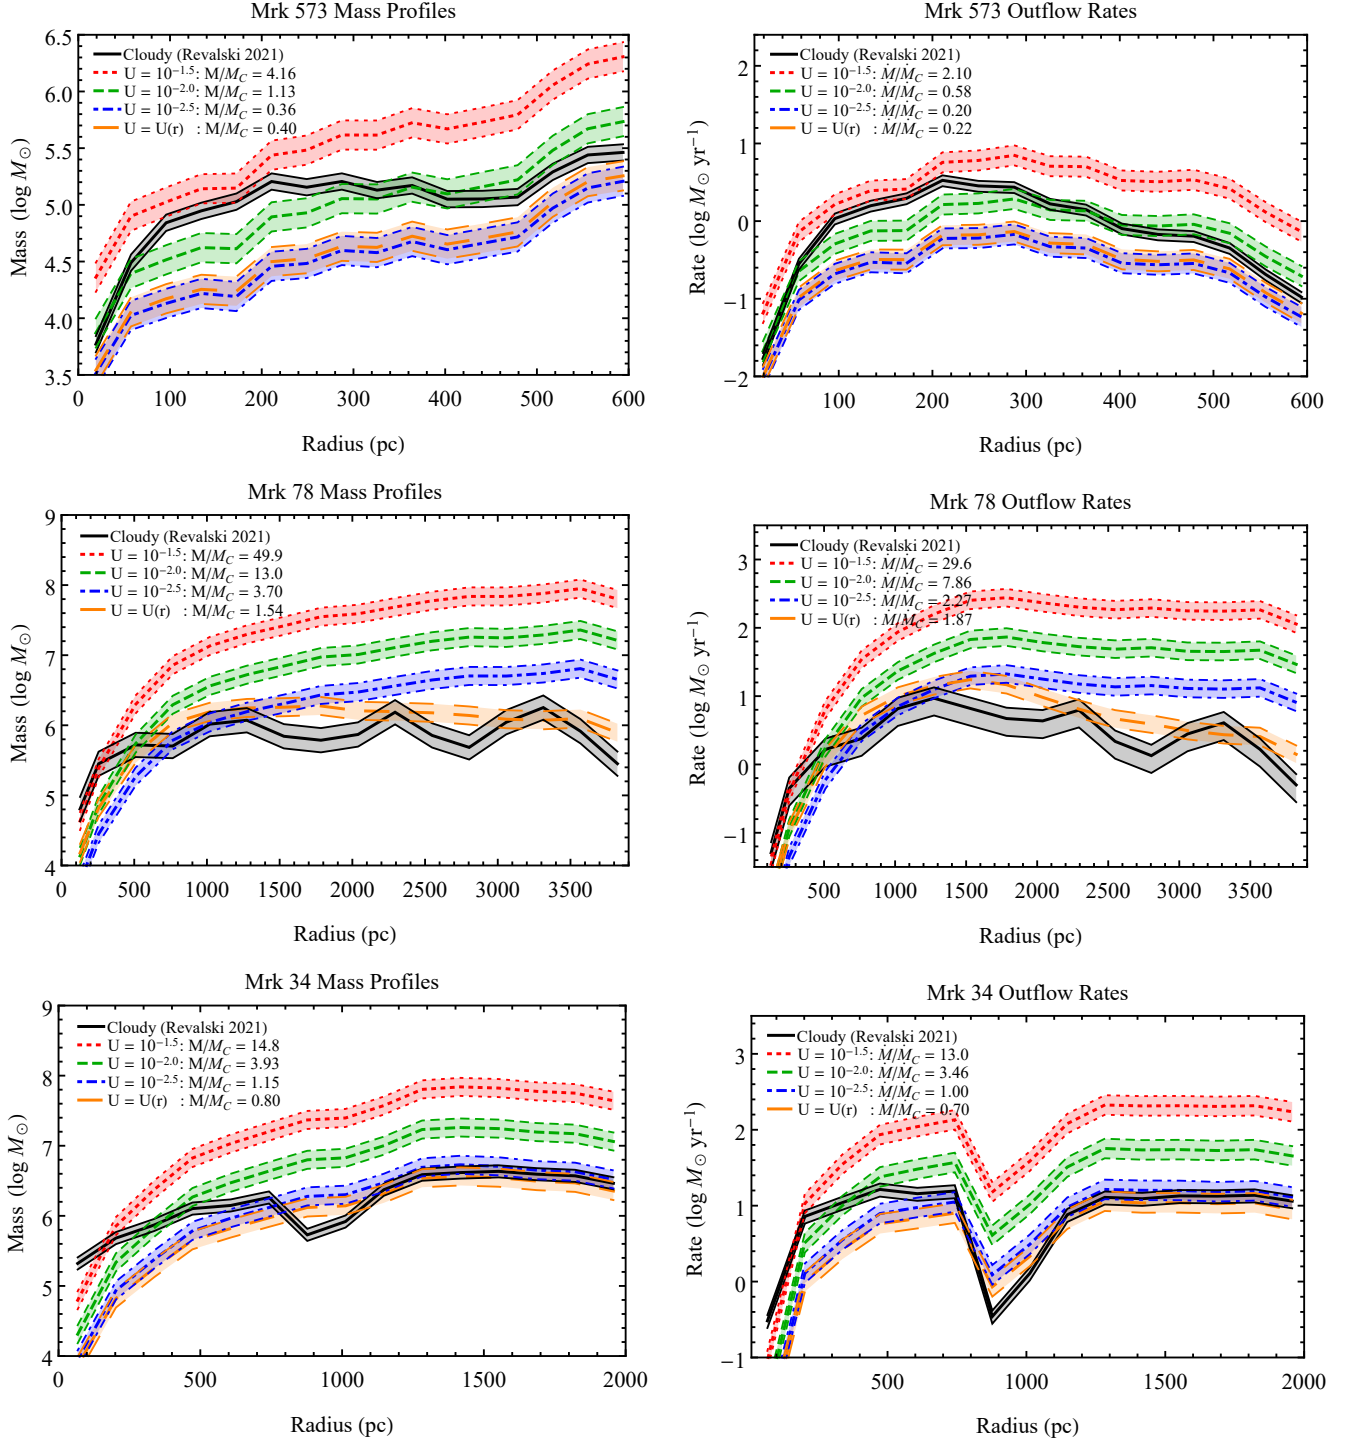 Mrk 573 Mass Profiles
Mass (log M⊙)
6.5
6.0
5.5
5.0
4.5
4.0
3.5
Cloudy (Revalski 2021)
U = 10^−1.5: M/M_C = 4.16
U = 10^−2.0: M/M_C = 1.13
U = 10^−2.5: M/M_C = 0.36
U = U(r) : M/M_C = 0.40
0 100 200 300 400 500 600
Radius (pc)
Mrk 573 Outflow Rates
Rate (log M⊙ yr^−1)
2
1
0
−1
−2
Cloudy (Revalski 2021)
U = 10^−1.5: Ṁ/Ṁ_C = 2.10
U = 10^−2.0: Ṁ/Ṁ_C = 0.58
U = 10^−2.5: Ṁ/Ṁ_C = 0.20
U = U(r) : Ṁ/Ṁ_C = 0.22
100 200 300 400 500 600
Radius (pc)
Mrk 78 Mass Profiles
Mass (log M⊙)
9
8
7
6
5
4
Cloudy (Revalski 2021)
U = 10^−1.5: M/M_C = 49.9
U = 10^−2.0: M/M_C = 13.0
U = 10^−2.5: M/M_C = 3.70
U = U(r) : M/M_C = 1.54
0 500 1000 1500 2000 2500 3000 3500
Radius (pc)
Mrk 78 Outflow Rates
Rate (log M⊙ yr^−1)
3
2
1
0
−1
Cloudy (Revalski 2021)
U = 10^−1.5: Ṁ/Ṁ_C = 29.6
U = 10^−2.0: Ṁ/Ṁ_C = 7.86
U = 10^−2.5: Ṁ/Ṁ_C = 2.27
U = U(r) : Ṁ/Ṁ_C = 1.87
500 1000 1500 2000 2500 3000 3500
Radius (pc)
Mrk 34 Mass Profiles
Mass (log M⊙)
9
8
7
6
5
4
Cloudy (Revalski 2021)
U = 10^−1.5: M/M_C = 14.8
U = 10^−2.0: M/M_C = 3.93
U = 10^−2.5: M/M_C = 1.15
U = U(r) : M/M_C = 0.80
0 500 1000 1500 2000
Radius (pc)
Mrk 34 Outflow Rates
Rate (log M⊙ yr^−1)
3
2
1
0
−1
Cloudy (Revalski 2021)
U = 10^−1.5: Ṁ/Ṁ_C = 13.0
U = 10^−2.0: Ṁ/Ṁ_C = 3.46
U = 10^−2.5: Ṁ/Ṁ_C = 1.00
U = U(r) : Ṁ/Ṁ_C = 0.70
500 1000 1500 2000
Radius (pc)